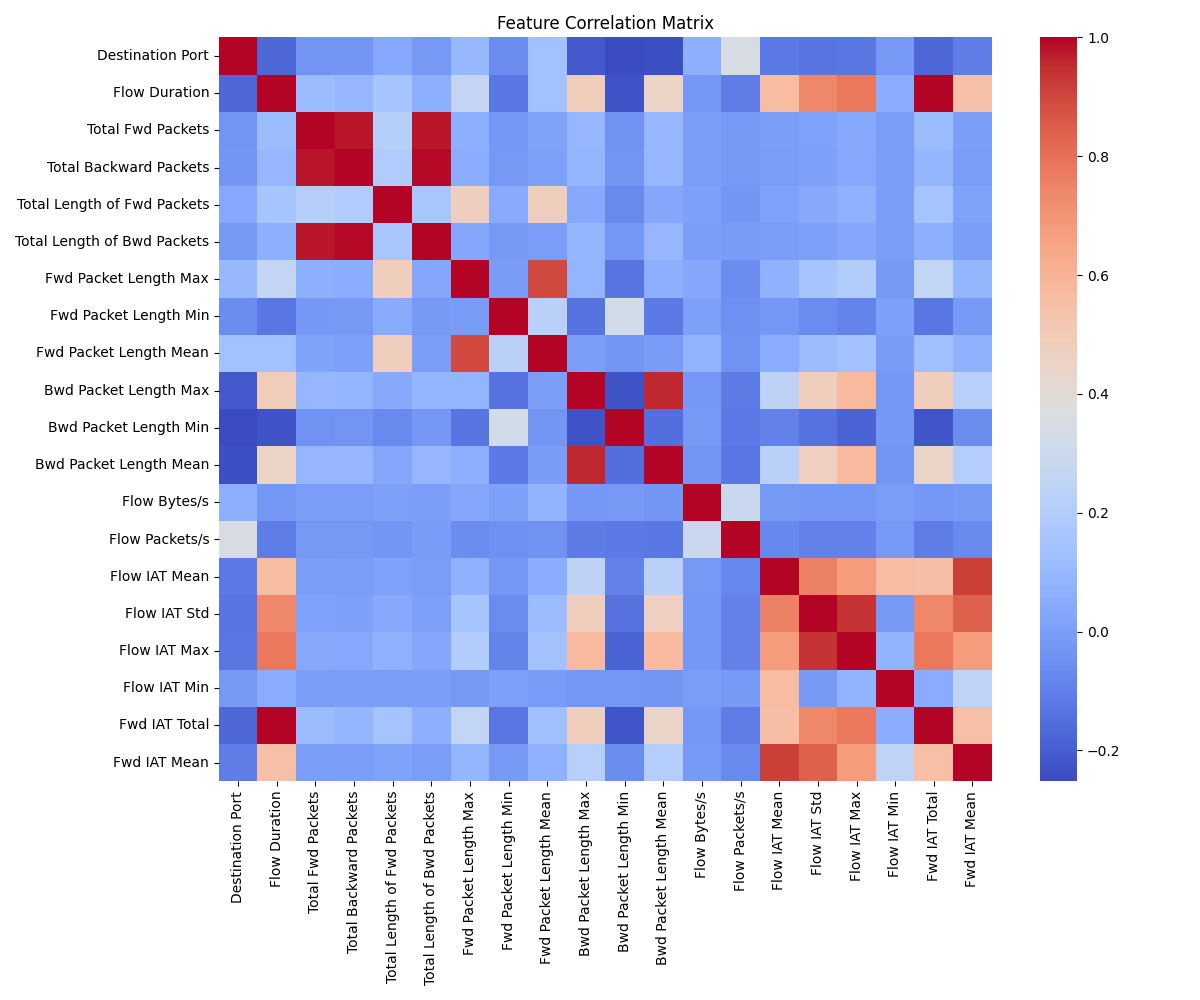 Feature Correlation Matrix
Destination Port
Flow Duration
Total Fwd Packets
Total Backward Packets
Total Length of Fwd Packets
Total Length of Bwd Packets
Fwd Packet Length Max
Fwd Packet Length Min
Fwd Packet Length Mean
Bwd Packet Length Max
Bwd Packet Length Min
Bwd Packet Length Mean
Flow Bytes/s
Flow Packets/s
Flow IAT Mean
Flow IAT Std
Flow IAT Max
Flow IAT Min
Fwd IAT Total
Fwd IAT Mean
Destination Port
Flow Duration
Total Fwd Packets
Total Backward Packets
Total Length of Fwd Packets
Total Length of Bwd Packets
Fwd Packet Length Max
Fwd Packet Length Min
Fwd Packet Length Mean
Bwd Packet Length Max
Bwd Packet Length Min
Bwd Packet Length Mean
Flow Bytes/s
Flow Packets/s
Flow IAT Mean
Flow IAT Std
Flow IAT Max
Flow IAT Min
Fwd IAT Total
Fwd IAT Mean
1.0
0.8
0.6
0.4
0.2
0.0
−0.2